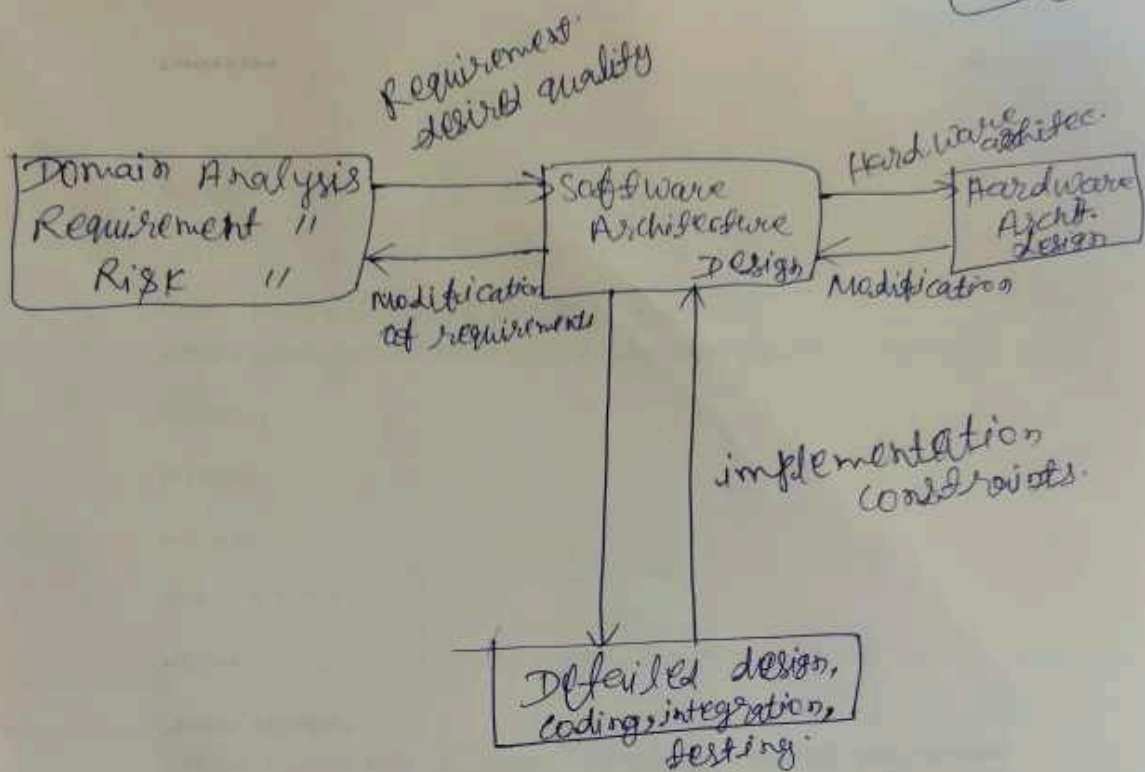 Requirement
desired quality
Domain Analysis
Requirement "
Risk "
Software
Architecture
Design
Hardware
architec.
Hardware
Archt.
design
Modification
of requirements
Modification
implementation
constraints.
Detailed design,
coding, integration,
testing.